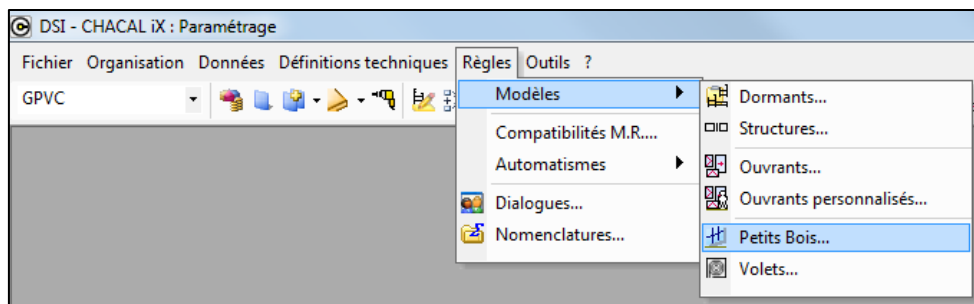 DSI - CHACAL iX : Paramétrage
Fichier Organisation Données Définitions techniques Règles Outils ?
GPVC
Modèles
Compatibilités M.R....
Automatismes
Dialogues...
Nomenclatures...
Dormants...
Structures...
Ouvrants...
Ouvrants personnalisés...
Petits Bois...
Volets...